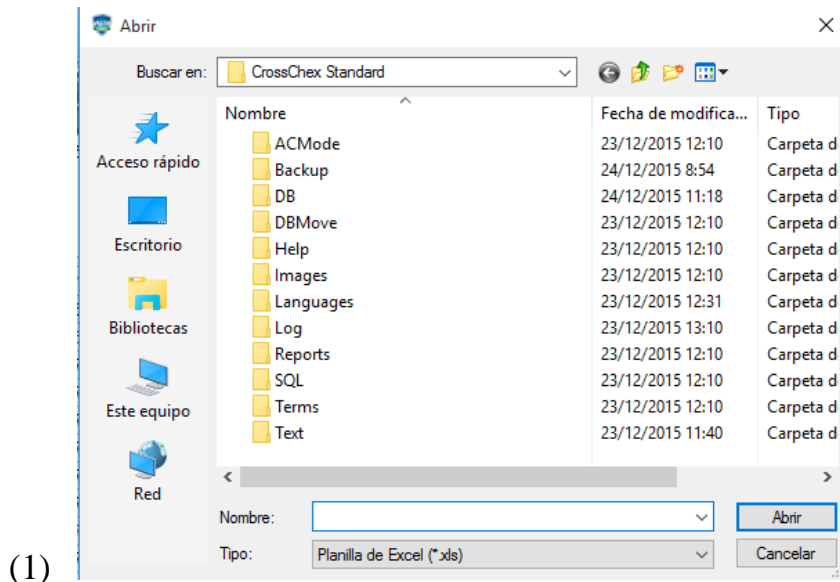 Abrir
Buscar en: CrossChex Standard
Nombre Fecha de modifica... Tipo
ACMode 23/12/2015 12:10 Carpeta d
Backup 24/12/2015 8:54 Carpeta d
DB 24/12/2015 11:18 Carpeta d
DBMove 23/12/2015 12:10 Carpeta d
Help 23/12/2015 12:10 Carpeta d
Images 23/12/2015 12:10 Carpeta d
Languages 23/12/2015 12:31 Carpeta d
Log 23/12/2015 13:10 Carpeta d
Reports 23/12/2015 12:10 Carpeta d
SQL 23/12/2015 12:10 Carpeta d
Terms 23/12/2015 12:10 Carpeta d
Text 23/12/2015 11:40 Carpeta d
Acceso rápido
Escritorio
Bibliotecas
Este equipo
Red
Nombre: Abrir
Tipo: Planilla de Excel (*.xls) Cancelar
(1)